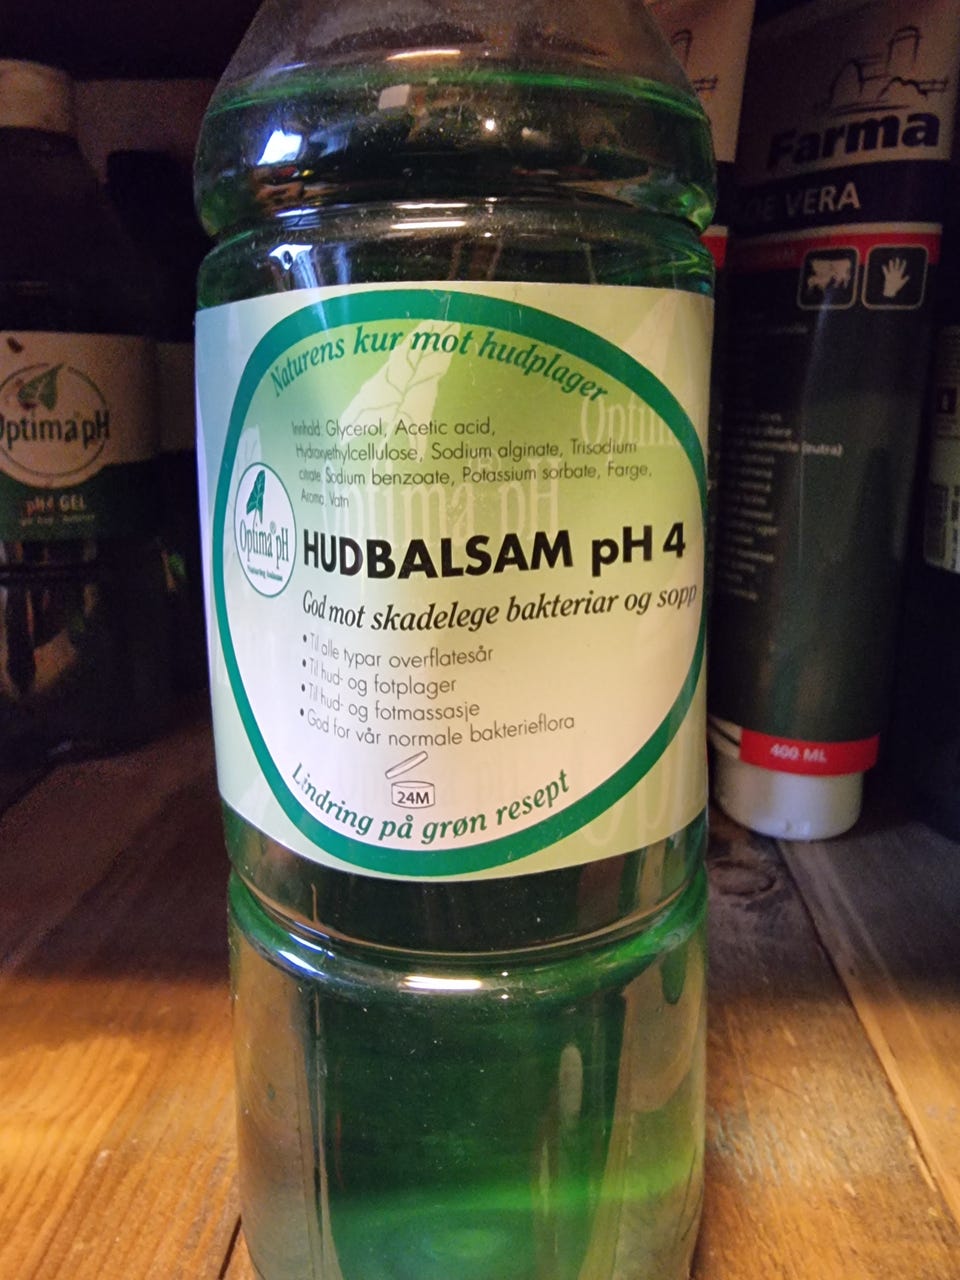 Farma
VERA
Naturens kur mot hudplager
Innhold: Glycerol, Acetic acid,
Hydroxyethylcellulose, Sodium alginate, Trisodium
citrate, Sodium benzoate, Potassium sorbate, Farge,
Aroma, Vatn
Optima pH
HUDBALSAM pH 4
God mot skadelege bakteriar og sopp
• Til alle typar overflatesår
• Til hud- og fotplager
• Til hud- og fotmassasje
• God for vår normale bakterieflora
24M
Lindring på grøn resept
Optima pH
pH4 GEL
400 ML